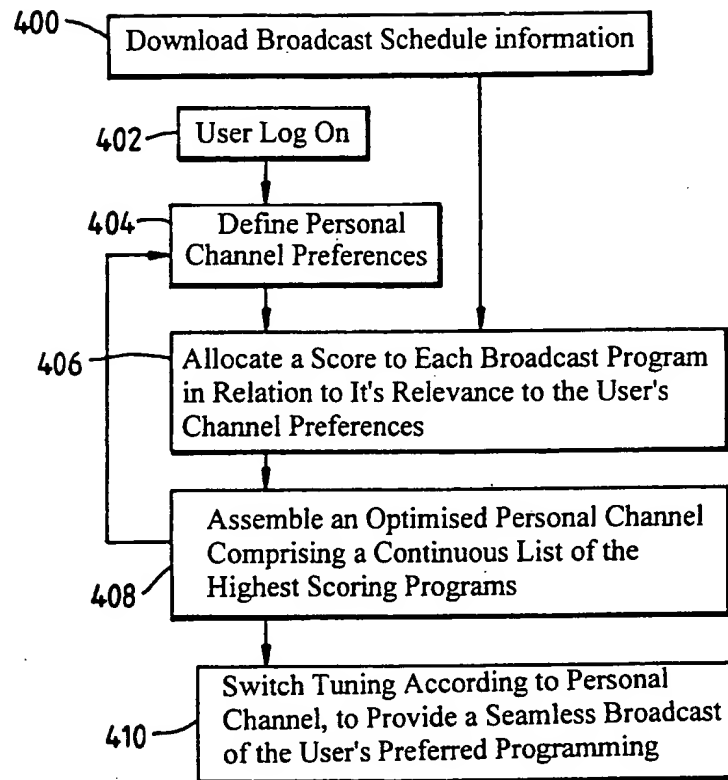 400
Download Broadcast Schedule information
402
User Log On
404
Define Personal
Channel Preferences
406
Allocate a Score to Each Broadcast Program
in Relation to It's Relevance to the User's
Channel Preferences
408
Assemble an Optimised Personal Channel
Comprising a Continuous List of the
Highest Scoring Programs
410
Switch Tuning According to Personal
Channel, to Provide a Seamless Broadcast
of the User's Preferred Programming